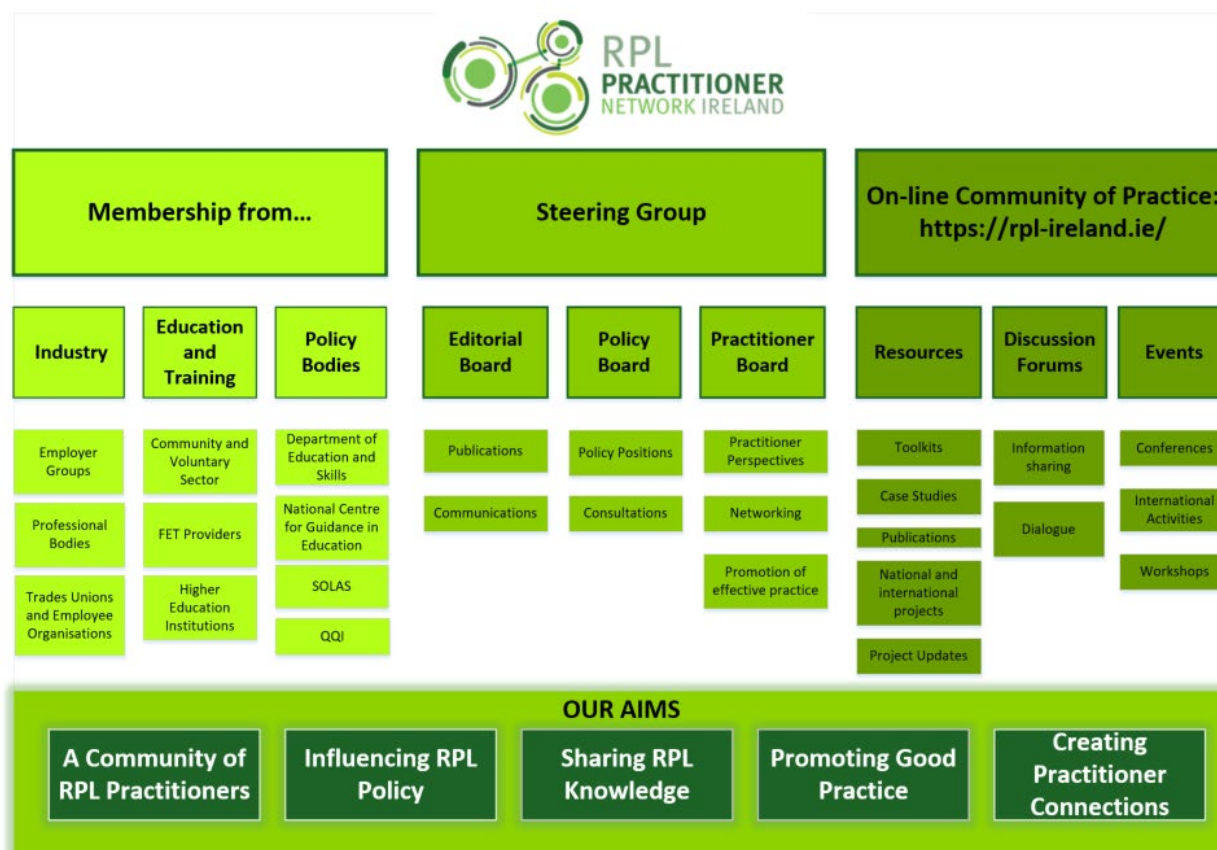 RPL
PRACTITIONER
NETWORK IRELAND
Membership from...
Steering Group
On-line Community of Practice:
https://rpl-ireland.ie/
Industry
Education
and
Training
Policy
Bodies
Editorial
Board
Policy
Board
Practitioner
Board
Resources
Discussion
Forums
Events
Employer
Groups
Professional
Bodies
Trades Unions
and Employee
Organisations
Community and
Voluntary
Sector
FET Providers
Higher
Education
Institutions
Department of
Education and
Skills
National Centre
for Guidance in
Education
SOLAS
QQI
Publications
Communications
Policy Positions
Consultations
Practitioner
Perspectives
Networking
Promotion of
effective practice
Toolkits
Case Studies
Publications
National and
international
projects
Project Updates
Information
sharing
Dialogue
Conferences
International
Activities
Workshops
OUR AIMS
A Community of
RPL Practitioners
Influencing RPL
Policy
Sharing RPL
Knowledge
Promoting Good
Practice
Creating
Practitioner
Connections